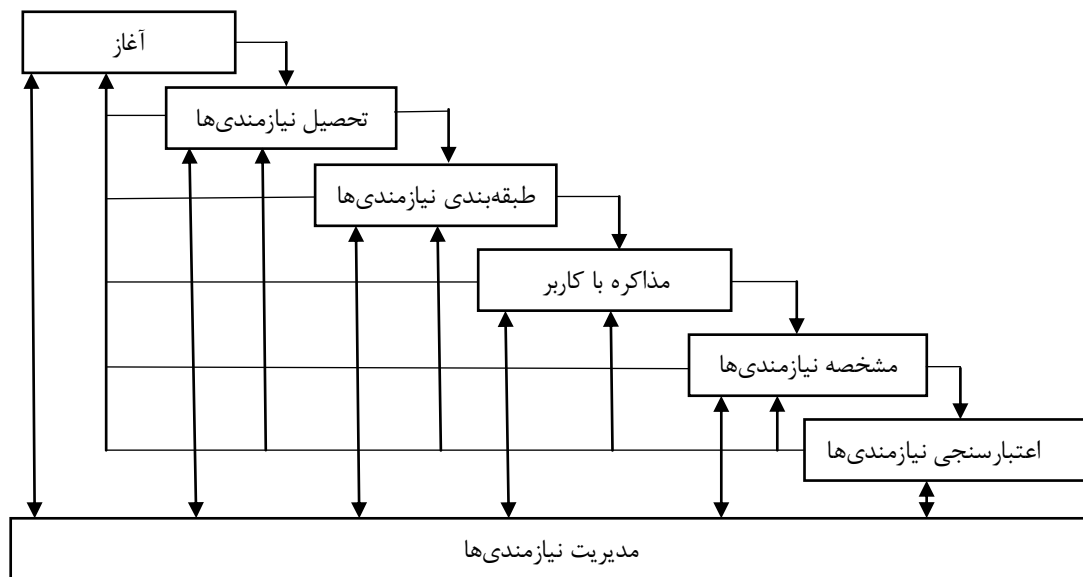 آغاز
تحصیل نیازمندی‌ها
طبقه‌بندی نیازمندی‌ها
مذاکره با کاربر
مشخصه نیازمندی‌ها
اعتبارسنجی نیازمندی‌ها
مدیریت نیازمندی‌ها